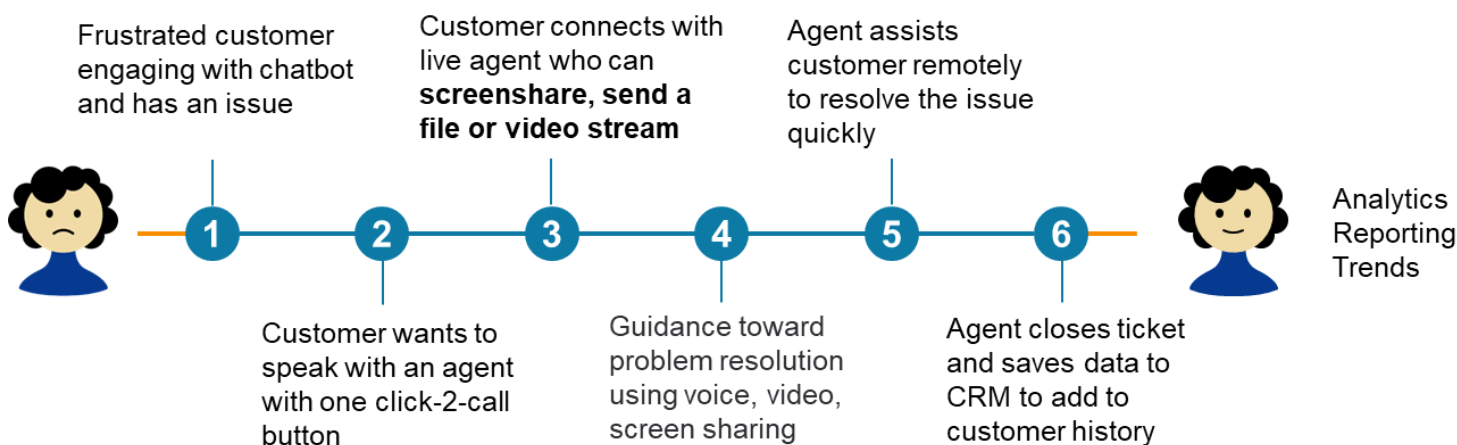 Frustrated customer
engaging with chatbot
and has an issue
1
Customer wants to
speak with an agent
with one click-2-call
button
2
Customer connects with
live agent who can
screenshare, send a
file or video stream
3
Guidance toward
problem resolution
using voice, video,
screen sharing
4
Agent assists
customer remotely
to resolve the issue
quickly
5
Agent closes ticket
and saves data to
CRM to add to
customer history
6
Analytics
Reporting
Trends